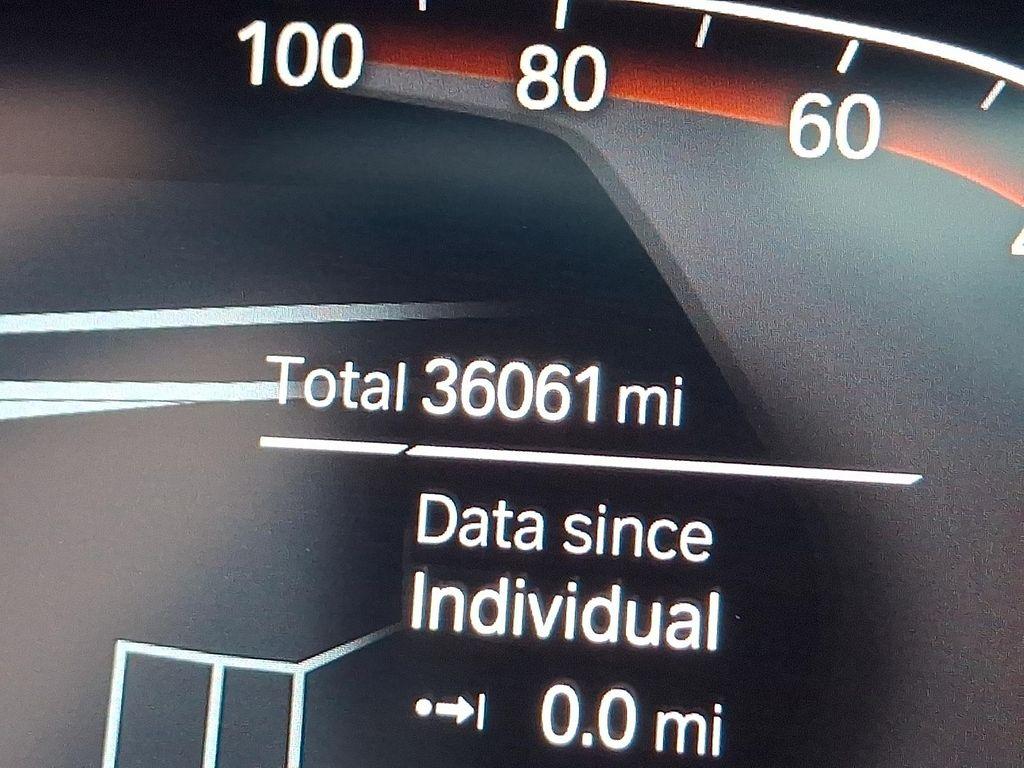 100 80 60
Total 36061 mi
Data since
Individual
0.0 mi